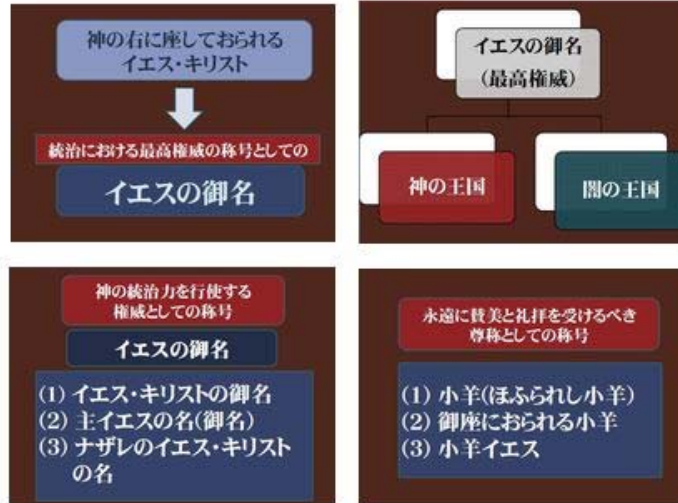 神の右に座しておられる
イエス・キリスト
統治における最高権威の称号としての
イエスの御名
イエスの御名
(最高権威)
神の王国
闇の王国
神の統治力を行使する
権威としての称号
イエスの御名
(1) イエス・キリストの御名
(2) 主イエスの名(御名)
(3) ナザレのイエス・キリスト
の名
永遠に賛美と礼拝を受けるべき
尊称としての称号
(1) 小羊(ほふられし小羊)
(2) 御座におられる小羊
(3) 小羊イエス